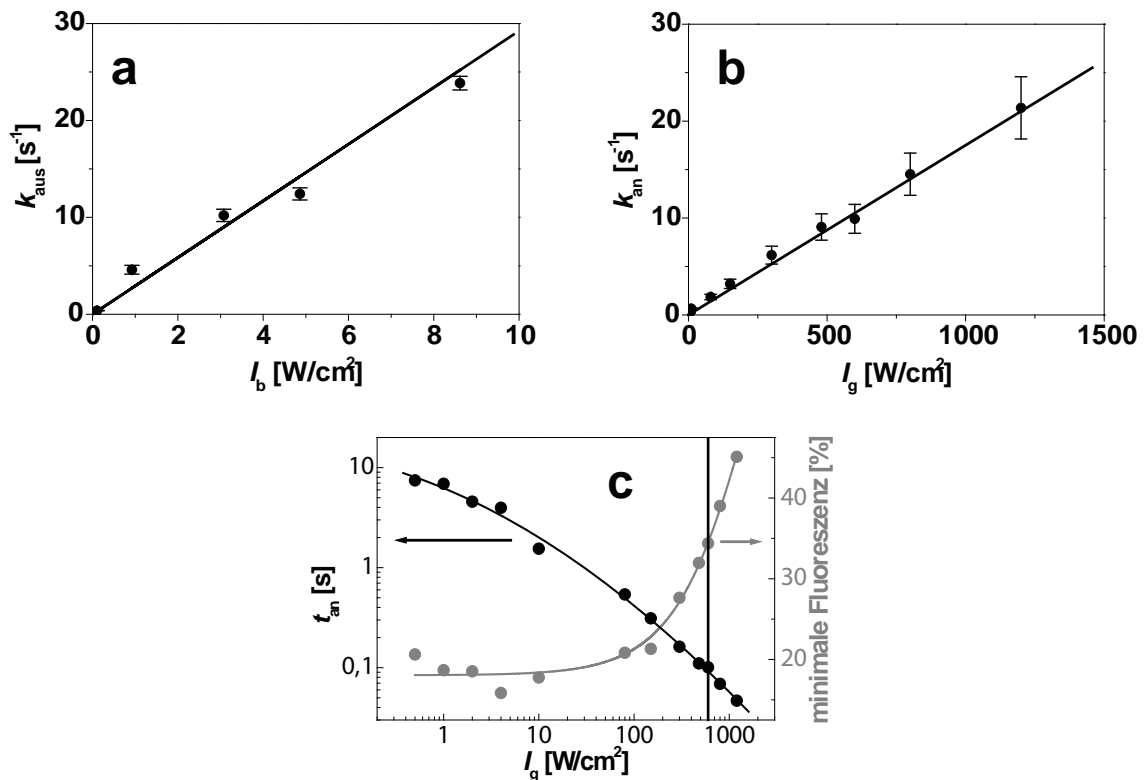 a
30
20
10
0
0 2 4 6 8 10
k_aus [s⁻¹]
I_b [W/cm²]
b
30
20
10
0
0 500 1000 1500
k_an [s⁻¹]
I_g [W/cm²]
c
10
1
0,1
t_an [s]
1 10 100 1000
I_g [W/cm²]
40
30
20
minimale Fluoreszenz [%]